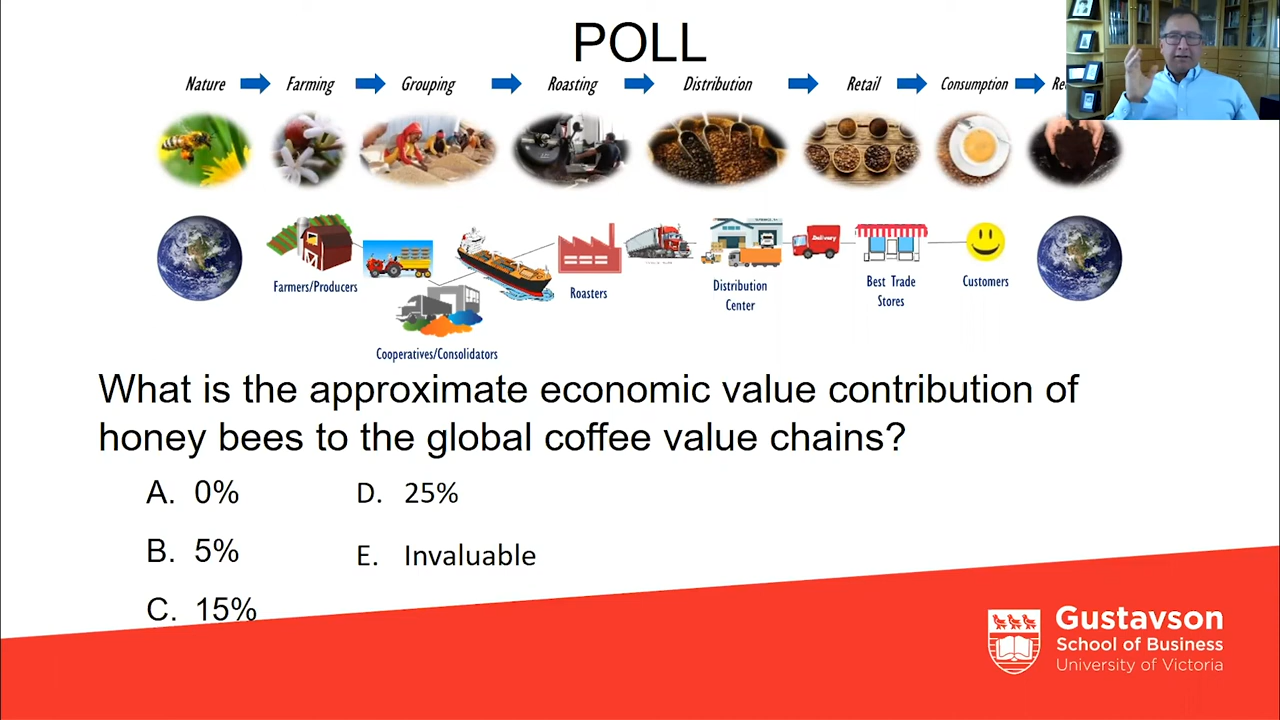 POLL
Nature Farming Grouping Roasting Distribution Retail Consumption
Delivery
Farmers/Producers
Roasters
Distribution
Center
Best Trade
Stores
Customers
Cooperatives/Consolidators
What is the approximate economic value contribution of
honey bees to the global coffee value chains?
A. 0%
B. 5%
C. 15%
D. 25%
E. Invaluable
Gustavson
School of Business
University of Victoria